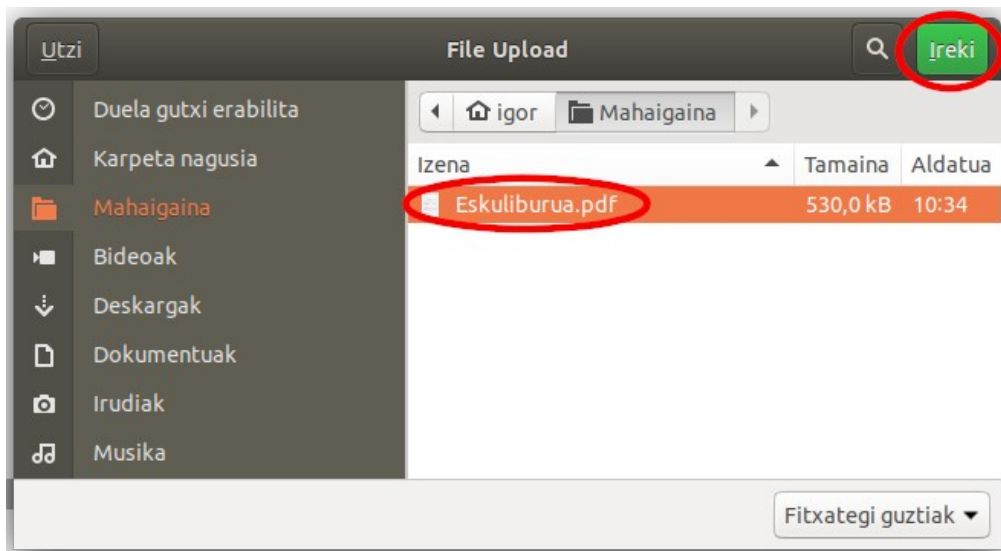 Utzi File Upload Ireki
Duela gutxi erabilita
igor Mahaigaina
Karpeta nagusia
Izena Tamaina Aldatua
Mahaigaina
Eskuliburua.pdf 530,0 kB 10:34
Bideoak
Deskargak
Dokumentuak
Irudiak
Musika
Fitxategi guztiak